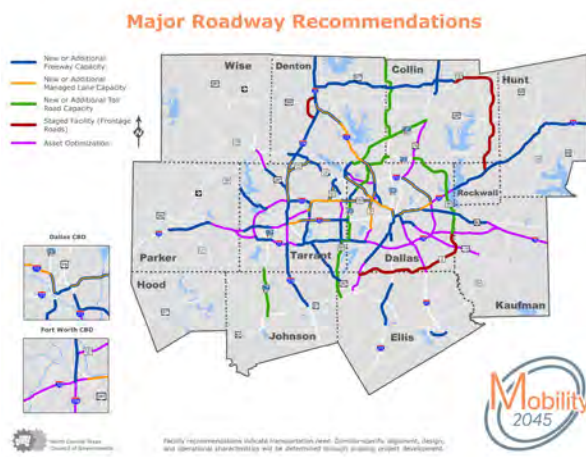 Major Roadway Recommendations
New or Additional
Freeway Capacity
New or Additional
Managed Lane Capacity
New or Additional Toll
Road Capacity
Staged Facility (Frontage
Roads)
Asset Optimization
Wise
Denton
Collin
Hunt
Rockwall
Parker
Tarrant
Dallas
Hood
Johnson
Ellis
Kaufman
Dallas CBD
Fort Worth CBD
North Central Texas
Council of Governments
Facility recommendations indicate transportation need. Corridor-specific alignment, design,
and operational characteristics will be determined through ongoing project development.
Mobility
2045